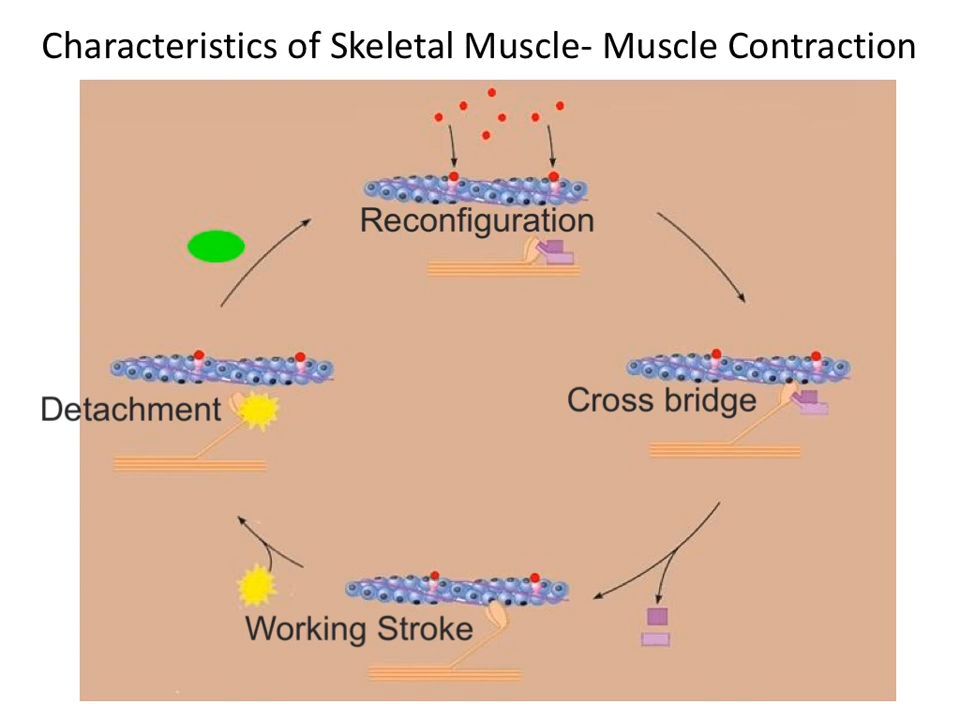 Characteristics of Skeletal Muscle- Muscle Contraction
Reconfiguration
Cross bridge
Detachment
Working Stroke